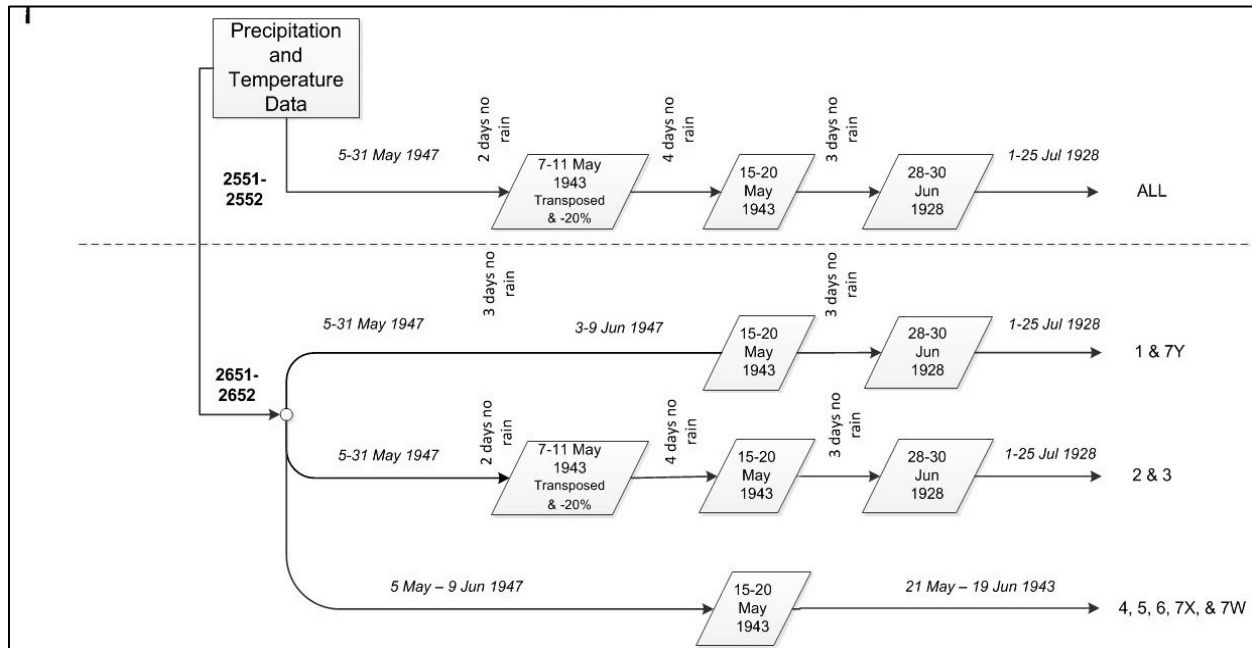 Precipitation
and
Temperature
Data
5-31 May 1947
2 days no
rain
4 days no
rain
3 days no
rain
1-25 Jul 1928
2551-
2552
7-11 May
1943
Transposed
& -20%
15-20
May
1943
28-30
Jun
1928
ALL
3 days no
rain
3 days no
rain
5-31 May 1947
3-9 Jun 1947
1-25 Jul 1928
15-20
May
1943
28-30
Jun
1928
1 & 7Y
2651-
2652
5-31 May 1947
2 days no
rain
7-11 May
1943
Transposed
& -20%
4 days no
rain
15-20
May
1943
3 days no
rain
28-30
Jun
1928
1-25 Jul 1928
2 & 3
5 May – 9 Jun 1947
15-20
May
1943
21 May – 19 Jun 1943
4, 5, 6, 7X, & 7W